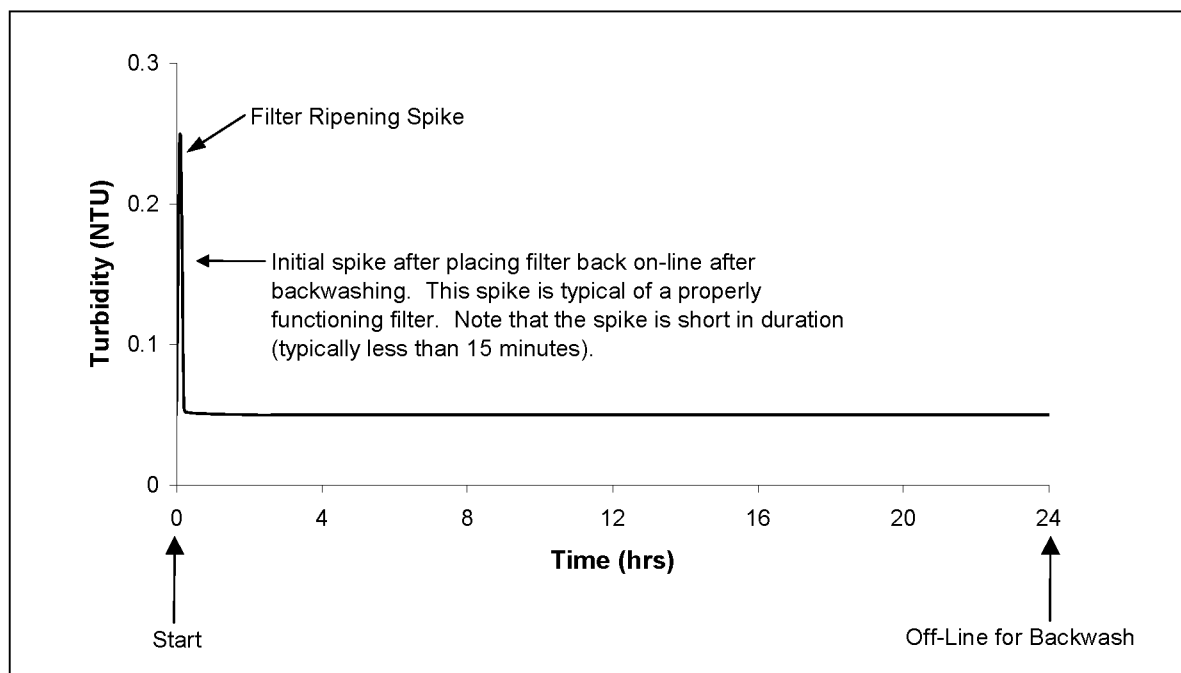 0.3
Filter Ripening Spike
0.2
Turbidity (NTU)
Initial spike after placing filter back on-line after
backwashing. This spike is typical of a properly
functioning filter. Note that the spike is short in duration
(typically less than 15 minutes).
0.1
0
0 4 8 12 16 20 24
Time (hrs)
Start
Off-Line for Backwash